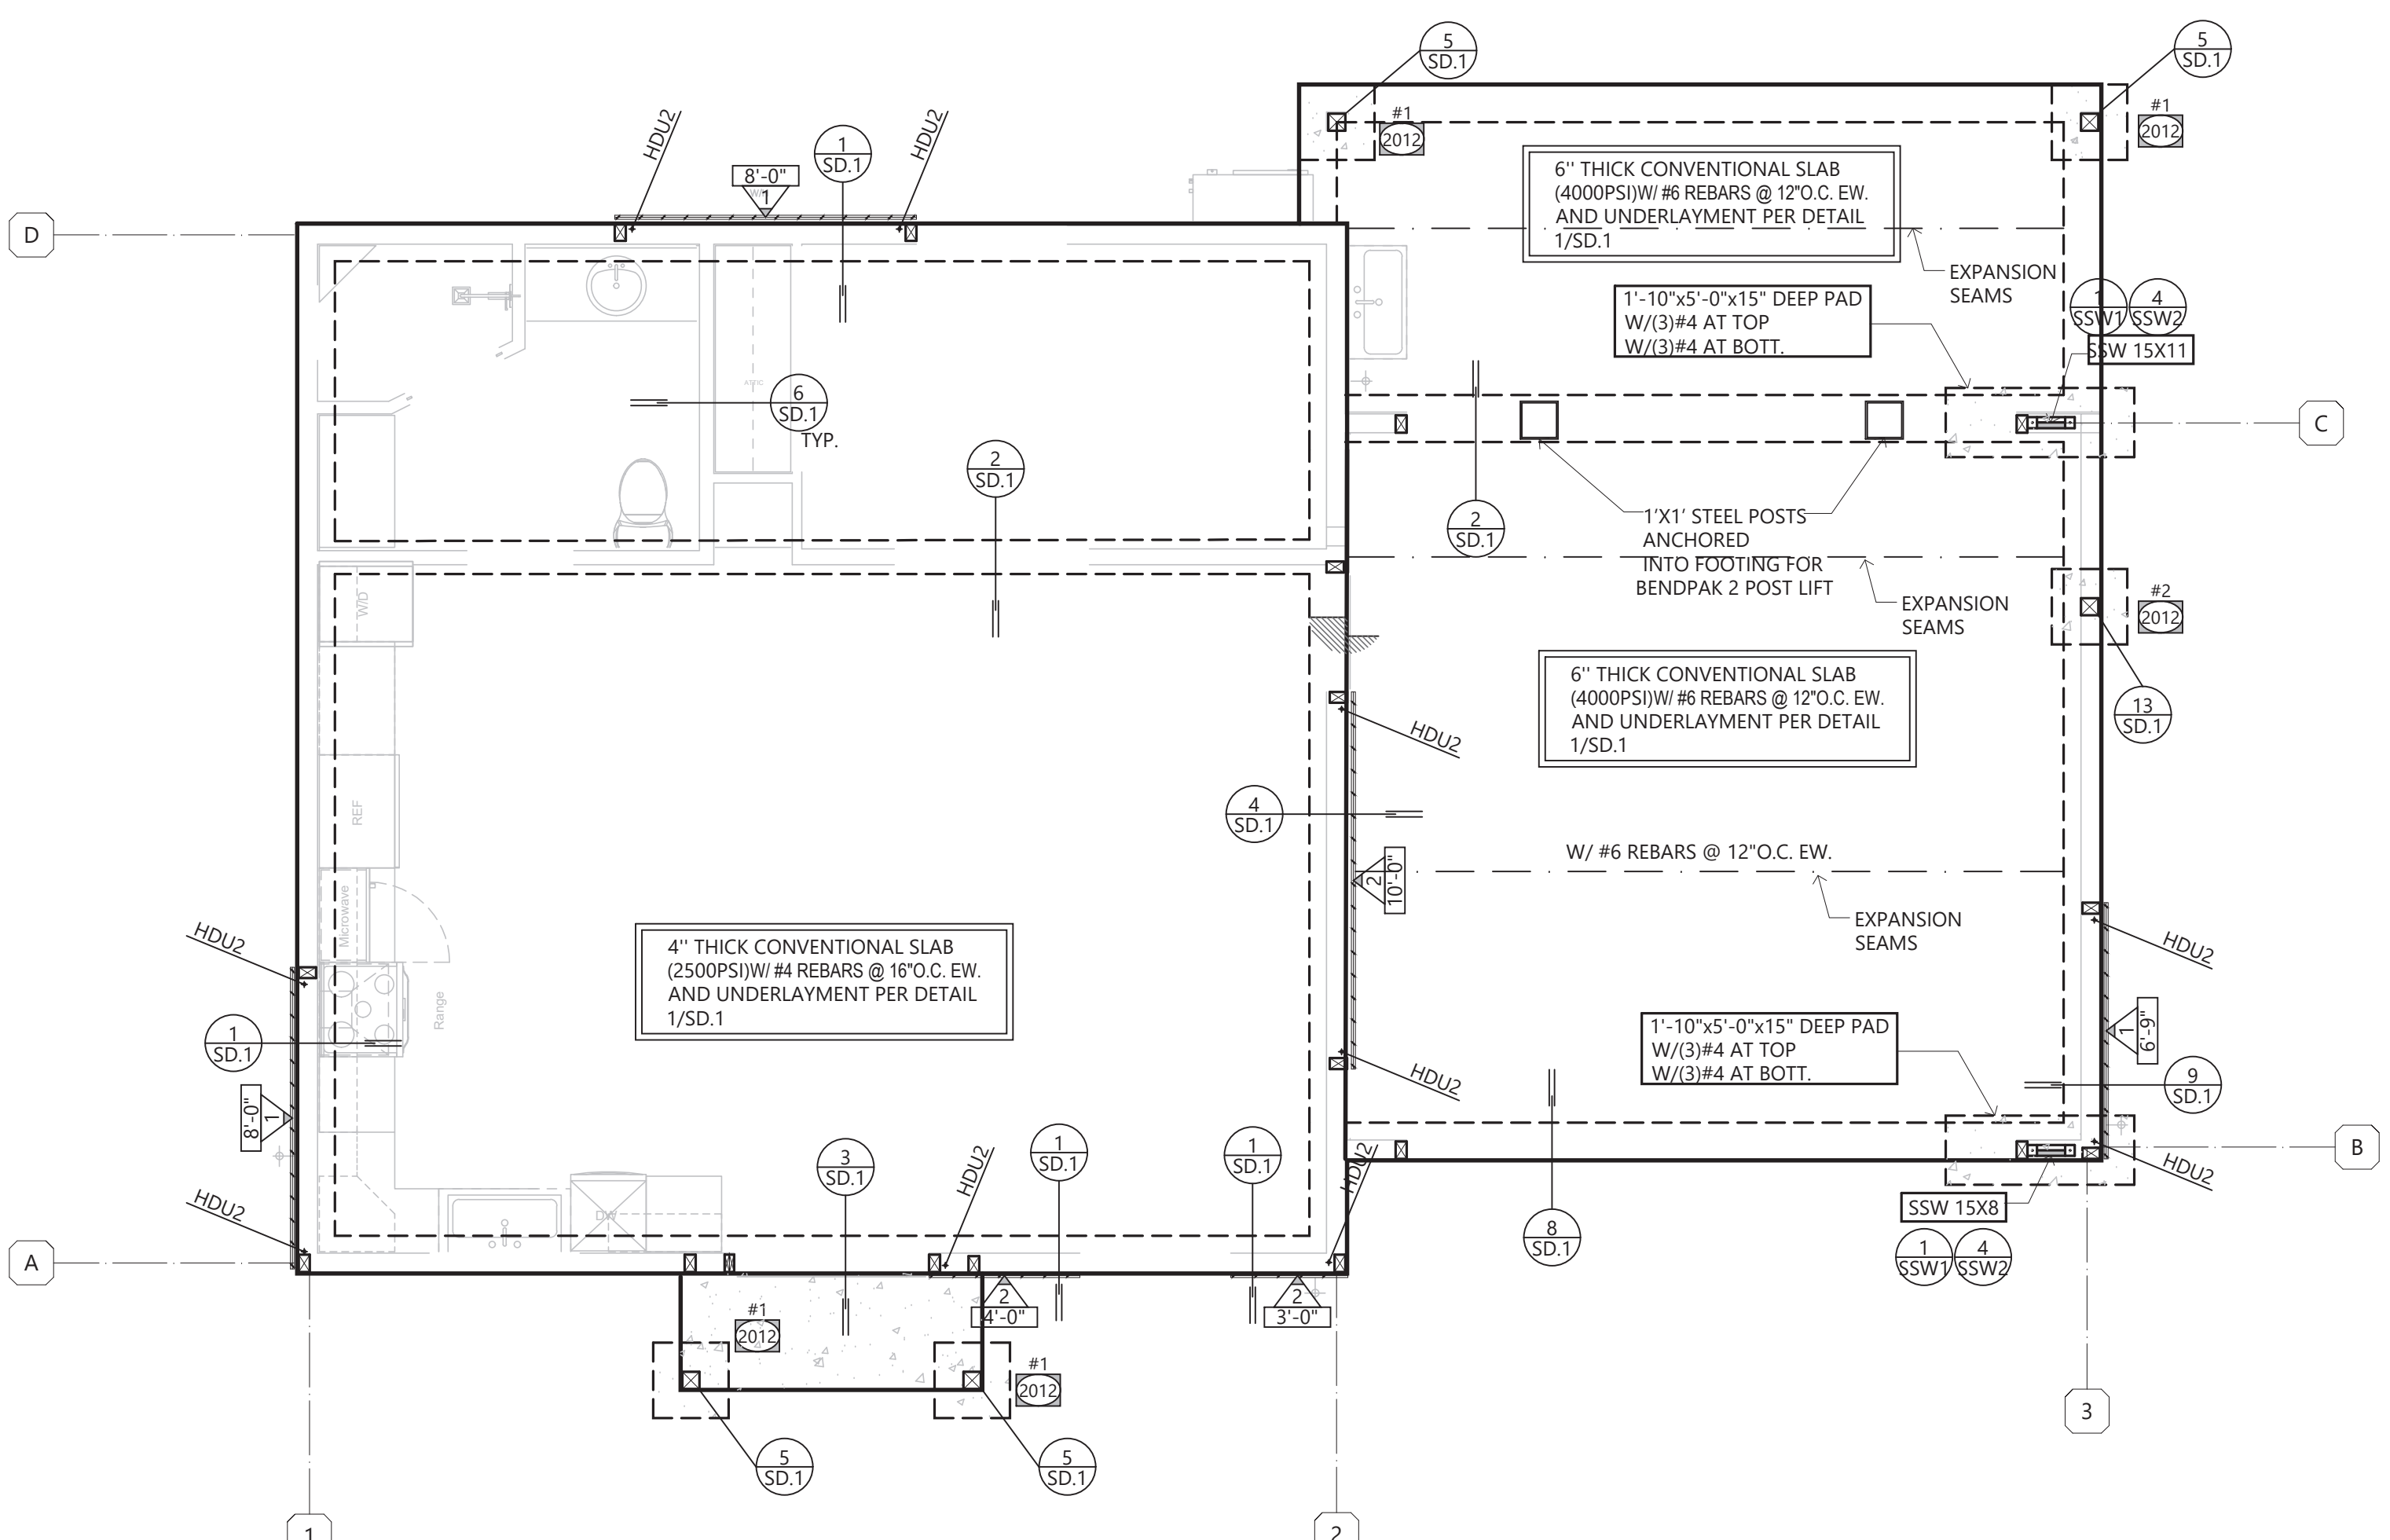 5
SD.1
5
SD.1
HDU2
HDU2
1
SD.1
8'-0"
1
#1
2012
#1
2012
6'' THICK CONVENTIONAL SLAB
(4000PSI)W/ #6 REBARS @ 12"O.C. EW.
AND UNDERLAYMENT PER DETAIL
1/SD.1
D
EXPANSION
SEAMS
1'-10"x5'-0"x15" DEEP PAD
W/(3)#4 AT TOP
W/(3)#4 AT BOTT.
1
SSW1
4
SSW2
SSW 15X11
ATTIC
6
SD.1
TYP.
C
2
SD.1
2
SD.1
1'X1' STEEL POSTS
ANCHORED
INTO FOOTING FOR
BENDPAK 2 POST LIFT
EXPANSION
SEAMS
#2
2012
W/D
6'' THICK CONVENTIONAL SLAB
(4000PSI)W/ #6 REBARS @ 12"O.C. EW.
AND UNDERLAYMENT PER DETAIL
1/SD.1
13
SD.1
HDU2
REF
4
SD.1
W/ #6 REBARS @ 12"O.C. EW.
2
10'-0"
Microwave
EXPANSION
SEAMS
HDU2
HDU2
4'' THICK CONVENTIONAL SLAB
(2500PSI)W/ #4 REBARS @ 16"O.C. EW.
AND UNDERLAYMENT PER DETAIL
1/SD.1
Range
1
SD.1
1'-10"x5'-0"x15" DEEP PAD
W/(3)#4 AT TOP
W/(3)#4 AT BOTT.
1
6'-9"
9
SD.1
HDU2
8'-0"
1
3
SD.1
HDU2
1
SD.1
1
SD.1
HDU2
B
HDU2
HDU2
DW
SSW 15X8
8
SD.1
1
SSW1
4
SSW2
A
2
4'-0"
2
3'-0"
#1
2012
#1
2012
3
5
SD.1
5
SD.1
1
2